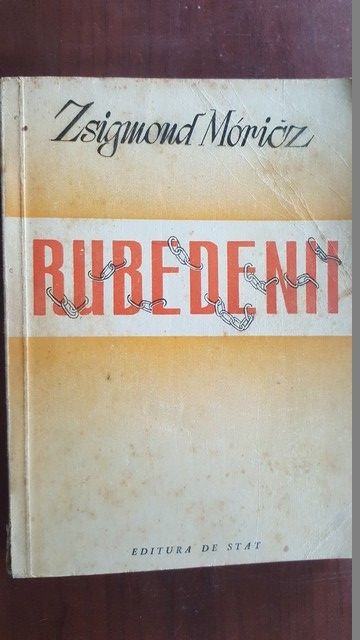 Zsigmond Móricz
RUBEDENII
EDITURA DE STAT